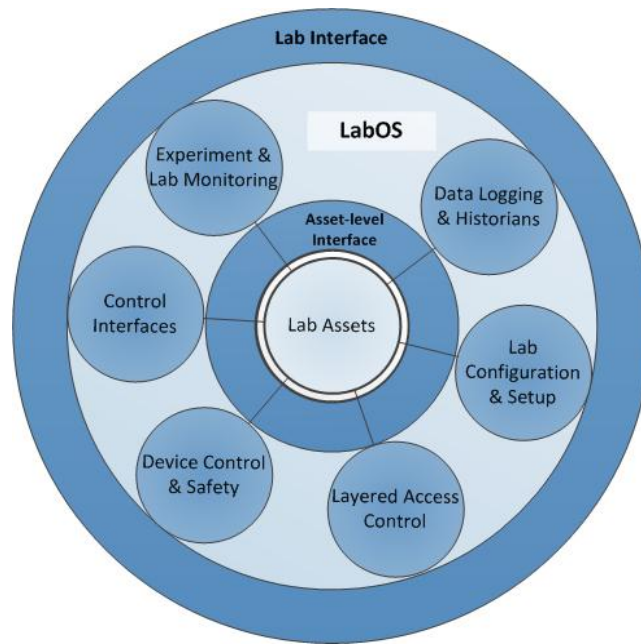 Lab Interface
LabOS
Experiment &
Lab Monitoring
Data Logging
& Historians
Asset-level
Interface
Control
Interfaces
Lab Assets
Lab
Configuration
& Setup
Device Control
& Safety
Layered Access
Control